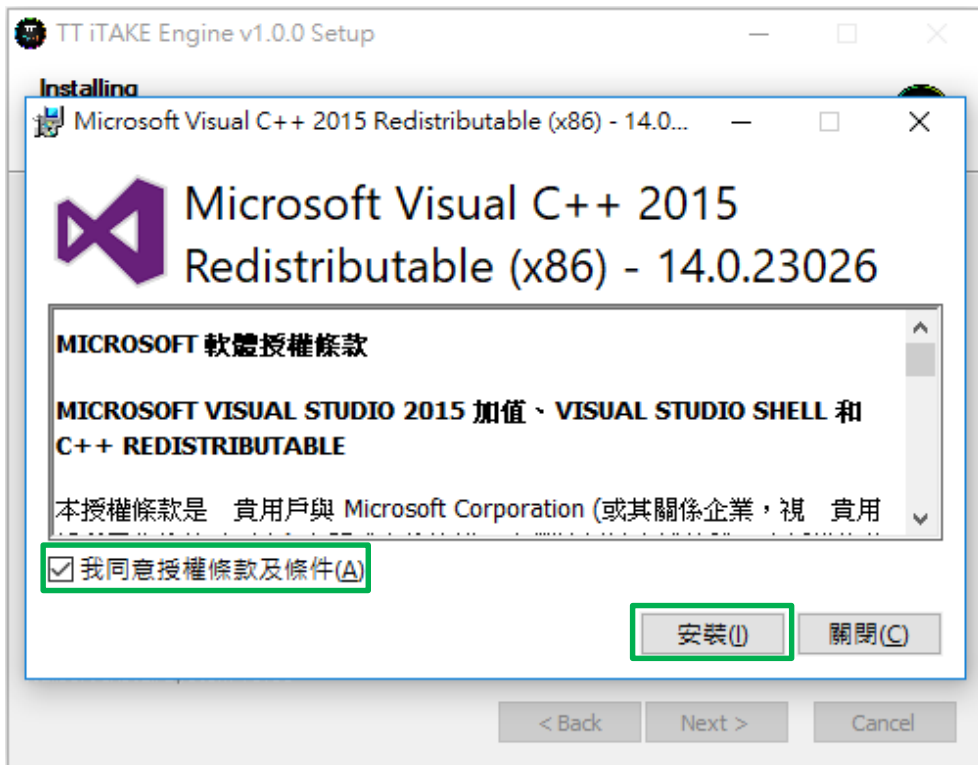 TT iTAKE Engine v1.0.0 Setup
Installing
Microsoft Visual C++ 2015 Redistributable (x86) - 14.0...
Microsoft Visual C++ 2015
Redistributable (x86) - 14.0.23026
MICROSOFT 軟體授權條款
MICROSOFT VISUAL STUDIO 2015 加值、VISUAL STUDIO SHELL 和
C++ REDISTRIBUTABLE
本授權條款是 貴用戶與 Microsoft Corporation (或其關係企業，視 貴用
我同意授權條款及條件(A)
安裝(I) 關閉(C)
< Back Next > Cancel